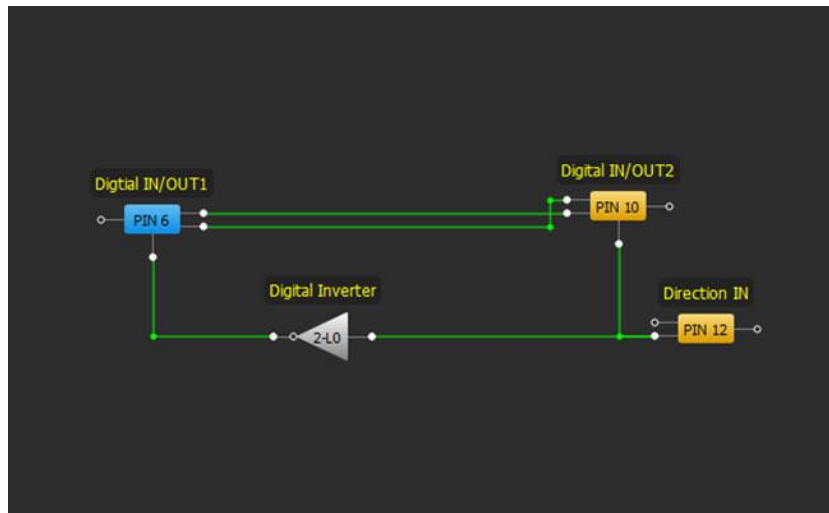 Digital IN/OUT2
Digtial IN/OUT1
PIN 10
PIN 6
Digital Inverter
Direction IN
2-L0
PIN 12